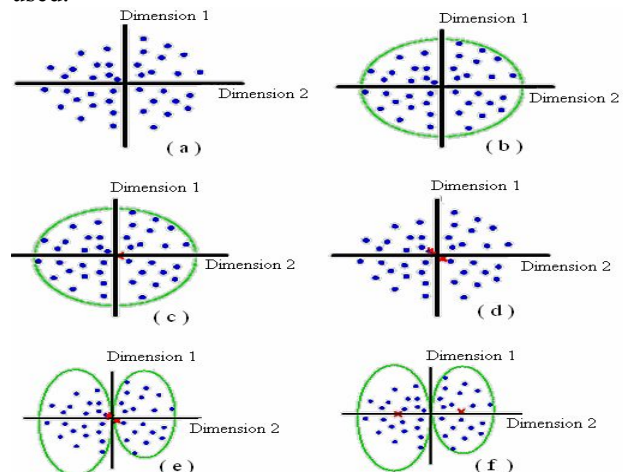 used.
Dimension 1
Dimension 2
( a )
Dimension 1
Dimension 2
( b )
Dimension 1
Dimension 2
( c )
Dimension 1
Dimension 2
( d )
Dimension 1
Dimension 2
( e )
Dimension 1
Dimension 2
( f )